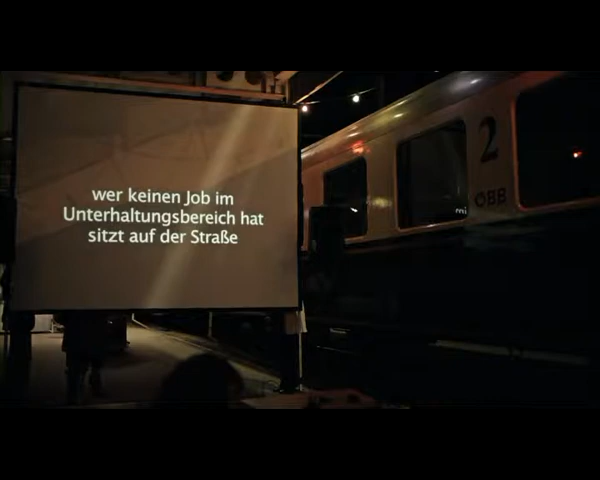 wer keinen Job im
Unterhaltungsbereich hat
sitzt auf der Straße
2
ÖBB